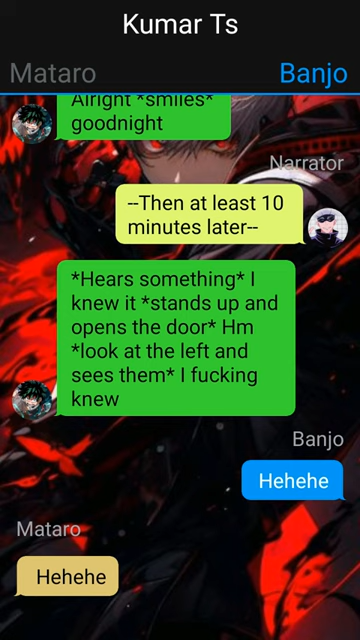 Kumar Ts
Mataro
Banjo
Alright *smiles*
goodnight
Narrator
--Then at least 10
minutes later--
*Hears something* I
knew it *stands up and
opens the door* Hm
*look at the left and
sees them* I fucking
knew
Banjo
Hehehe
Mataro
Hehehe